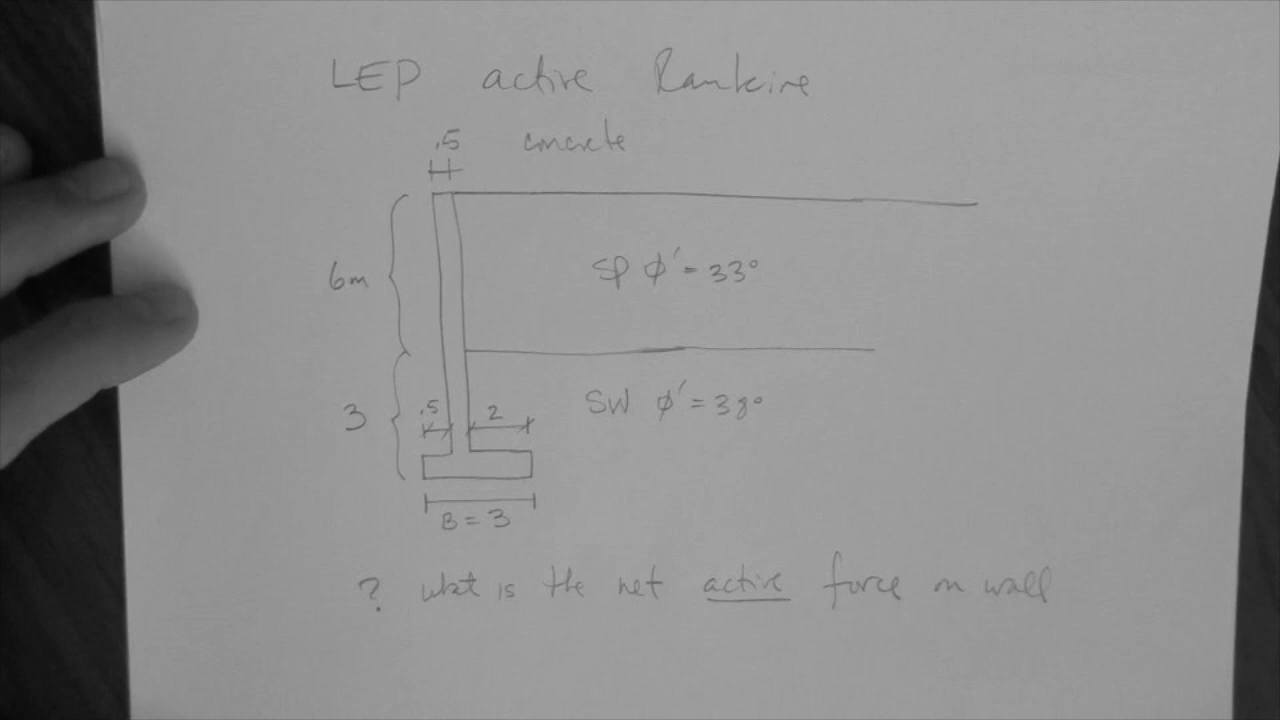 LEP active Rankine
.5 concrete
6m
SP ϕ' = 33°
3
.5
2
SW ϕ' = 38°
B = 3
? what is the net active force on wall